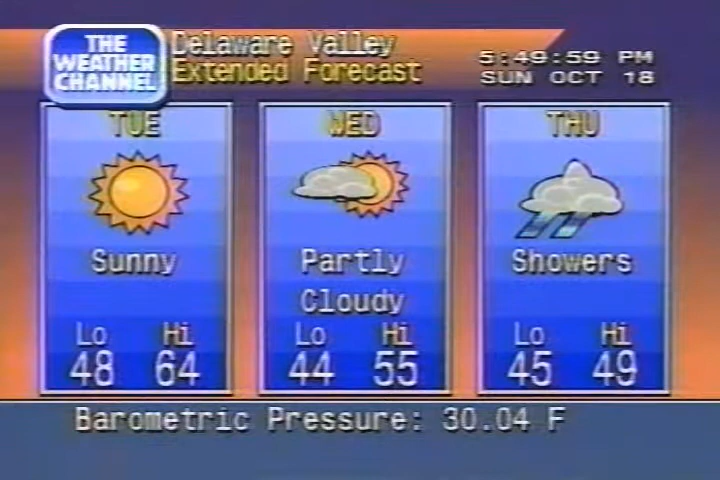 THE
WEATHER
CHANNEL
Delaware Valley
Extended Forecast
5:49:59 PM
SUN OCT 18
TUE
Sunny
Lo Hi
48 64
WED
Partly
Cloudy
Lo Hi
44 55
THU
Showers
Lo Hi
45 49
Barometric Pressure: 30.04 F